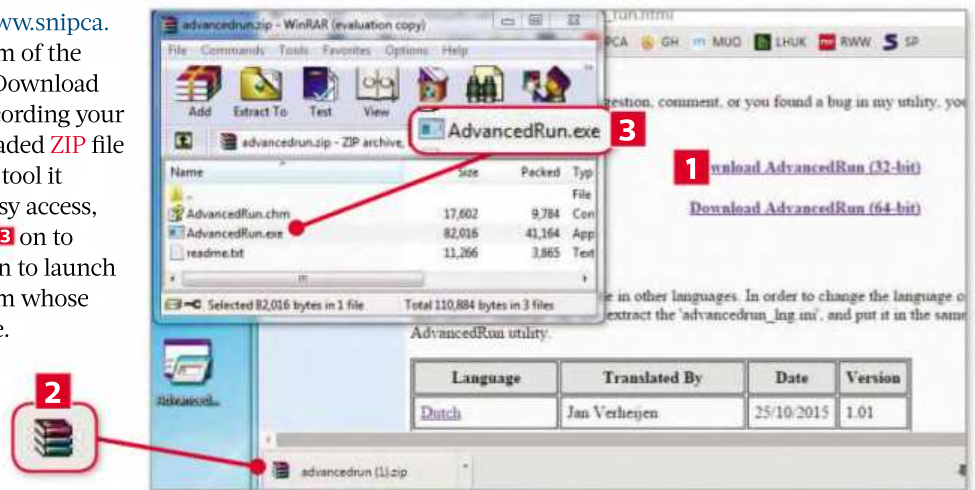 ww.snipca.
m of the
Download
cording your
aded ZIP file
tool it
sy access,
3 on to
n to launch
m whose
e.
advancedrun.zip - WinRAR (evaluation copy)
File Commands Tools Favorites Options Help
Add Extract To Test View
advancedrun.zip - ZIP archive,
Name Size Packed Typ
File
AdvancedRun.chm 17,602 9,784 Con
AdvancedRun.exe 82,016 41,164 App
readme.txt 11,266 3,865 Text
Selected 82,016 bytes in 1 file Total 110,884 bytes in 3 files
AdvancedRun.exe
3
_run.html
PCA GH MUO LHUK RWW SP
gestion, comment, or you found a bug in my utility, you
1
wnload AdvancedRun (32-bit)
Download AdvancedRun (64-bit)
e in other languages. In order to change the language o
extract the 'advancedrun_lng.ini', and put it in the same
AdvancedRun utility.
Language Translated By Date Version
Dutch Jan Verheijen 25/10/2015 1.01
Advanced...
2
advancedrun (1).zip